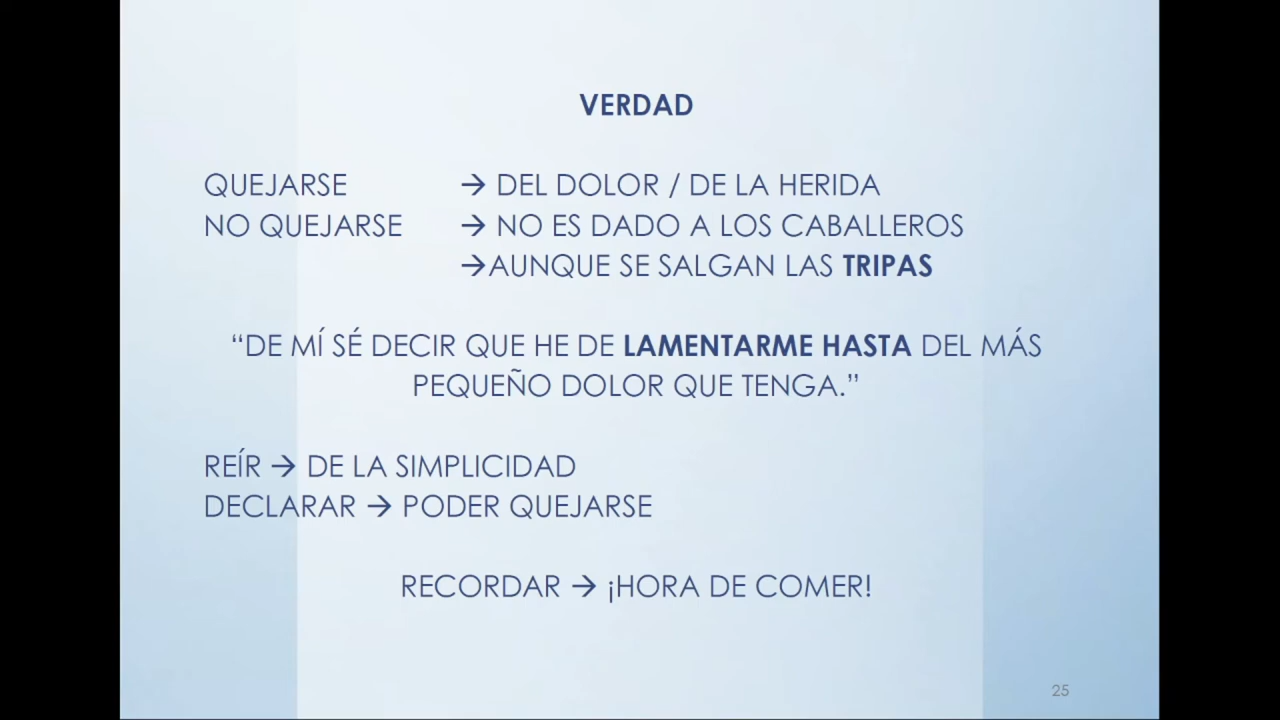 VERDAD
QUEJARSE → DEL DOLOR / DE LA HERIDA
NO QUEJARSE → NO ES DADO A LOS CABALLEROS
→AUNQUE SE SALGAN LAS TRIPAS
“DE MÍ SÉ DECIR QUE HE DE LAMENTARME HASTA DEL MÁS
PEQUEÑO DOLOR QUE TENGA.”
REÍR → DE LA SIMPLICIDAD
DECLARAR → PODER QUEJARSE
RECORDAR → ¡HORA DE COMER!
25